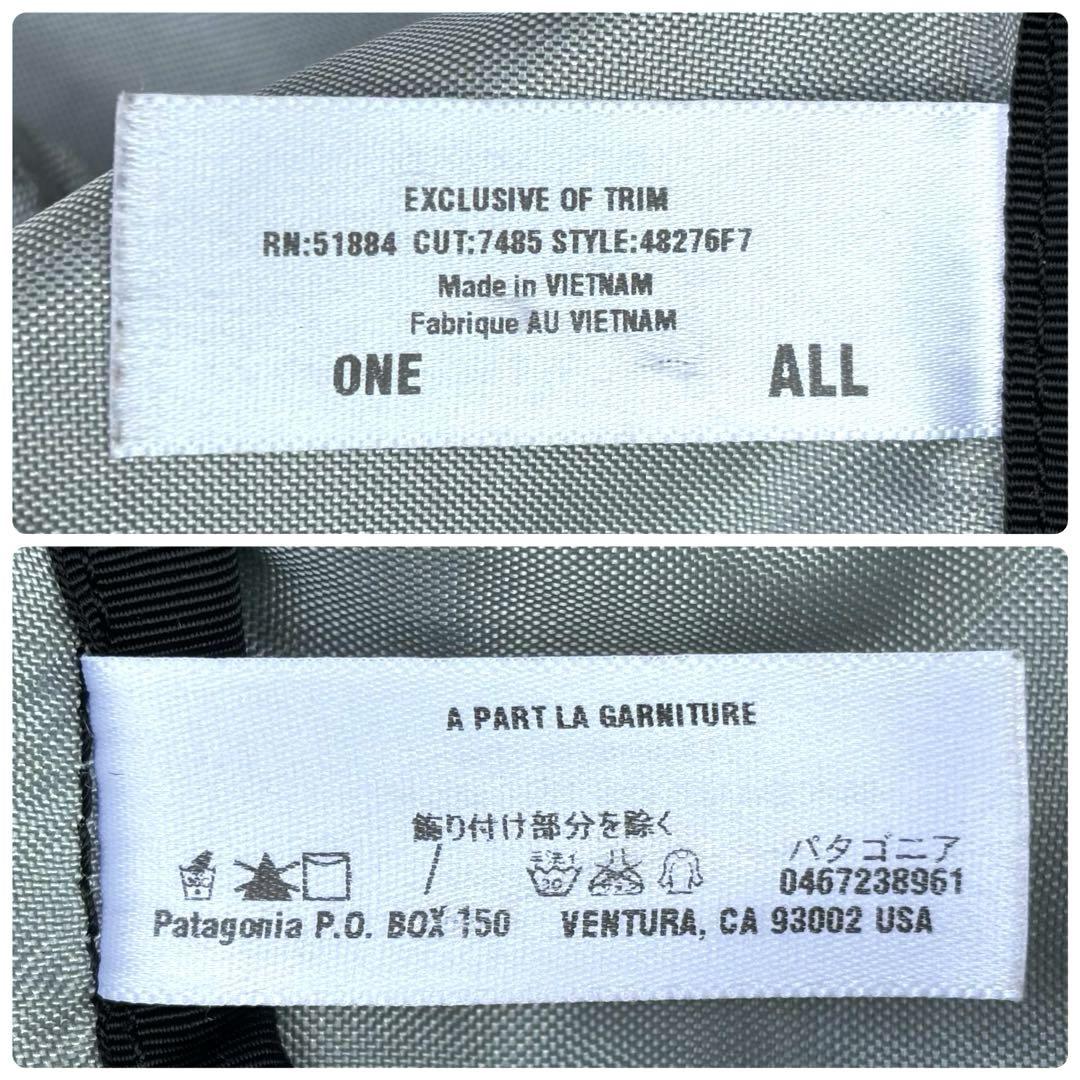 EXCLUSIVE OF TRIM
RN:51884 CUT:7485 STYLE:48276F7
Made in VIETNAM
Fabrique AU VIETNAM
ONE ALL
A PART LA GARNITURE
飾り付け部分を除く
パタゴニア
0467238961
Patagonia P.O. BOX 150 VENTURA, CA 93002 USA